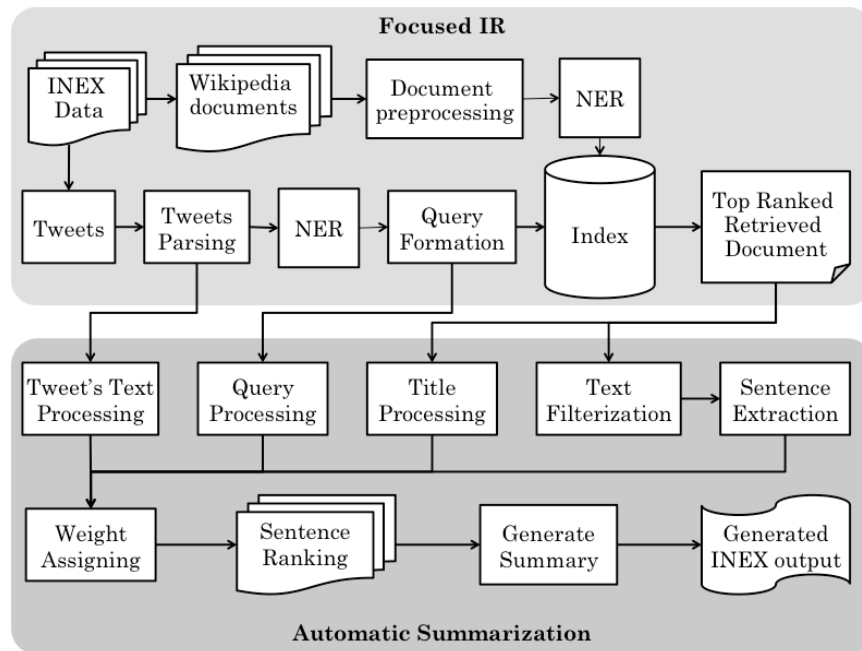 Focused IR
INEX
Data
Wikipedia
documents
Document
preprocessing
NER
Tweets
Tweets
Parsing
NER
Query
Formation
Index
Top Ranked
Retrieved
Document
Tweet's Text
Processing
Query
Processing
Title
Processing
Text
Filterization
Sentence
Extraction
Weight
Assigning
Sentence
Ranking
Generate
Summary
Generated
INEX output
Automatic Summarization